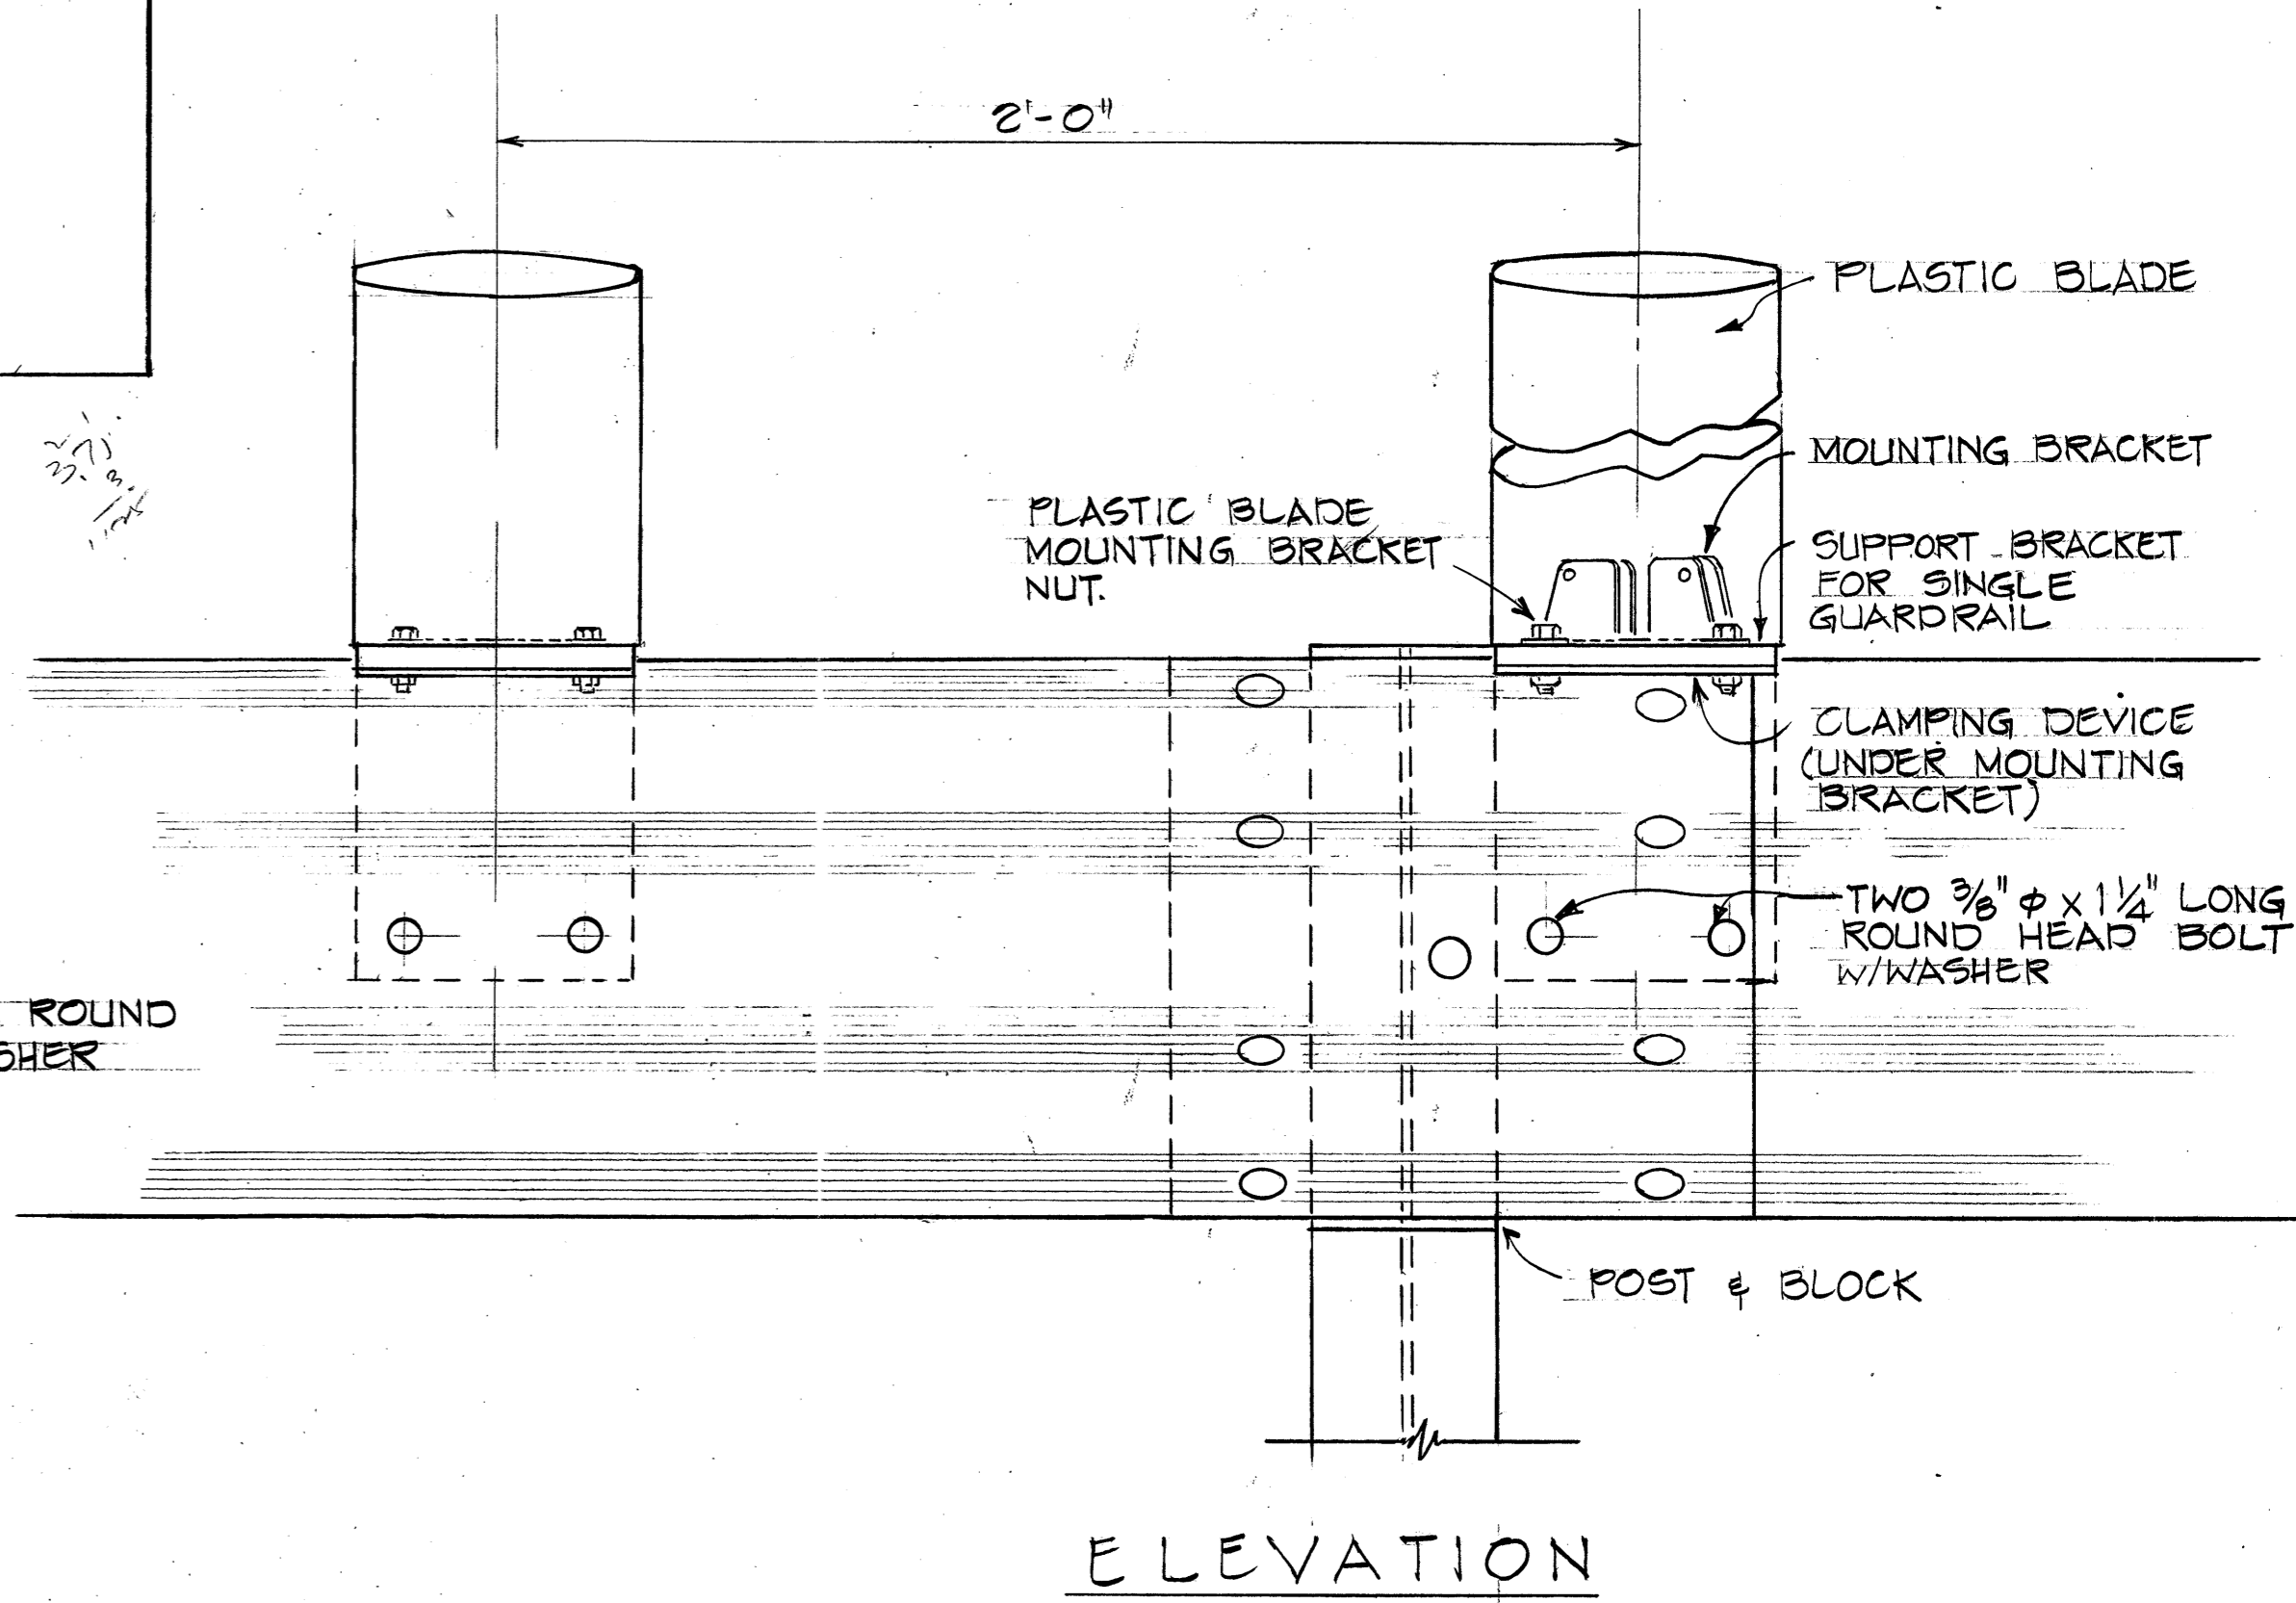 2'-0"
PLASTIC BLADE
MOUNTING BRACKET
PLASTIC BLADE
MOUNTING BRACKET
NUT.
SUPPORT BRACKET
FOR SINGLE
GUARDRAIL
CLAMPING DEVICE
(UNDER MOUNTING
BRACKET)
TWO 3/8" φ x 1 1/4" LONG
ROUND HEAD BOLT
W/WASHER
ROUND
SHER
POST & BLOCK
ELEVATION